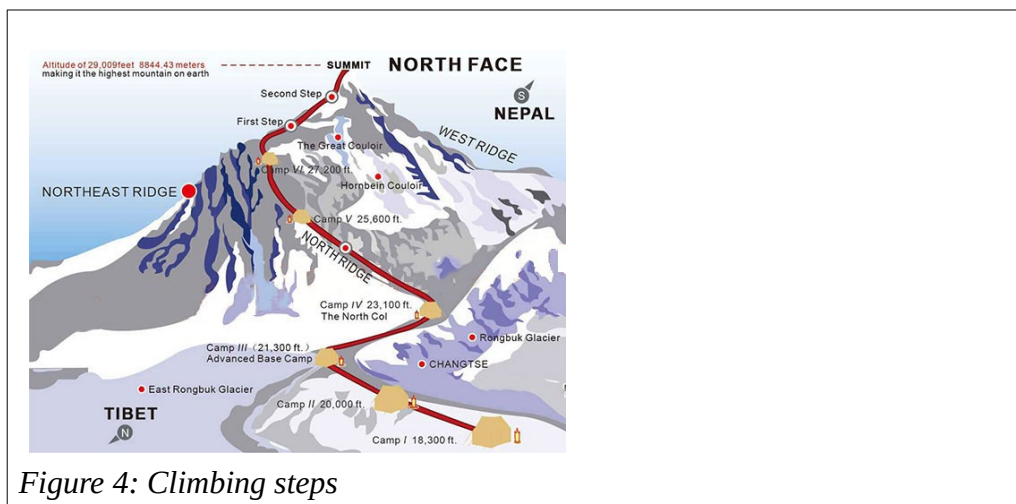 Altitude of 29,009feet 8844.43 meters
making it the highest mountain on earth
SUMMIT
NORTH FACE
Second Step
S
NEPAL
First Step
WEST RIDGE
The Great Couloir
Camp VI 27,200 ft.
Hornbein Couloir
NORTHEAST RIDGE
Camp V 25,600 ft.
NORTH RIDGE
Camp IV 23,100 ft.
The North Col
Rongbuk Glacier
Camp III (21,300 ft.)
Advanced Base Camp
CHANGTSE
East Rongbuk Glacier
Camp II 20,000 ft.
TIBET
N
Camp I 18,300 ft.
Figure 4: Climbing steps